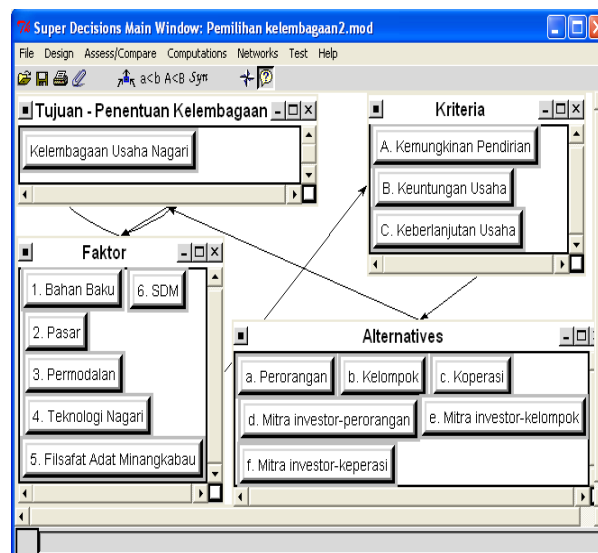 Super Decisions Main Window: Pemilihan kelembagaan2.mod
File Design Assess/Compare Computations Networks Test Help
a<b A<B Syn
Tujuan - Penentuan Kelembagaan
Kelembagaan Usaha Nagari
Kriteria
A. Kemungkinan Pendirian
B. Keuntungan Usaha
C. Keberlanjutan Usaha
Faktor
1. Bahan Baku 6. SDM
2. Pasar
3. Permodalan
4. Teknologi Nagari
5. Filsafat Adat Minangkabau
Alternatives
a. Perorangan b. Kelompok c. Koperasi
d. Mitra investor-perorangan e. Mitra investor-kelompok
f. Mitra investor-keperasi